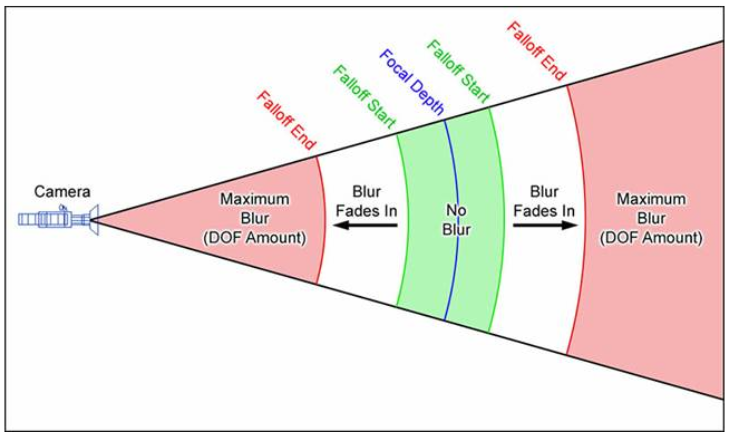 Falloff End
Falloff Start
Focal Depth
Falloff Start
Falloff End
Camera
Maximum
Blur
(DOF Amount)
Blur
Fades In
No
Blur
Blur
Fades In
Maximum
Blur
(DOF Amount)